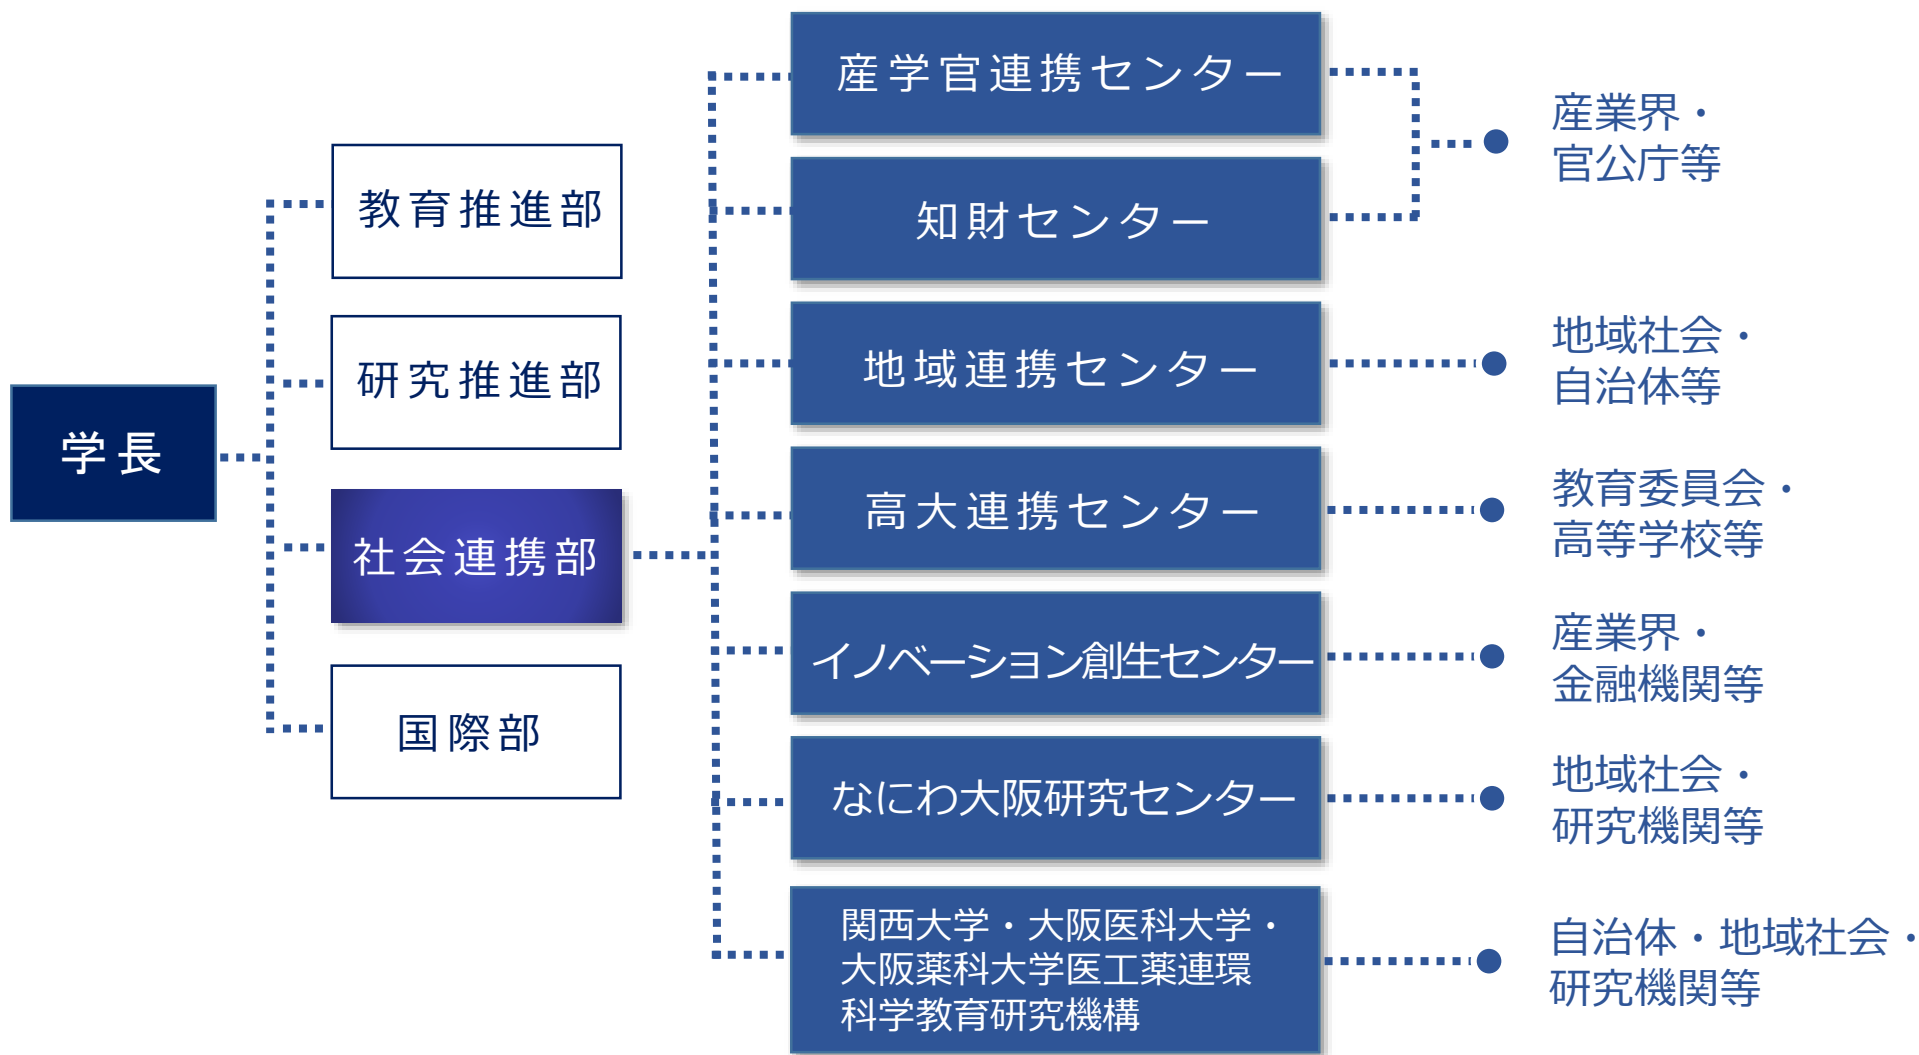 学長
教育推進部
研究推進部
社会連携部
国際部
産学官連携センター
知財センター
地域連携センター
高大連携センター
イノベーション創生センター
なにわ大阪研究センター
関西大学・大阪医科大学・
大阪薬科大学医工薬連環
科学教育研究機構
産業界・
官公庁等
地域社会・
自治体等
教育委員会・
高等学校等
産業界・
金融機関等
地域社会・
研究機関等
自治体・地域社会・
研究機関等